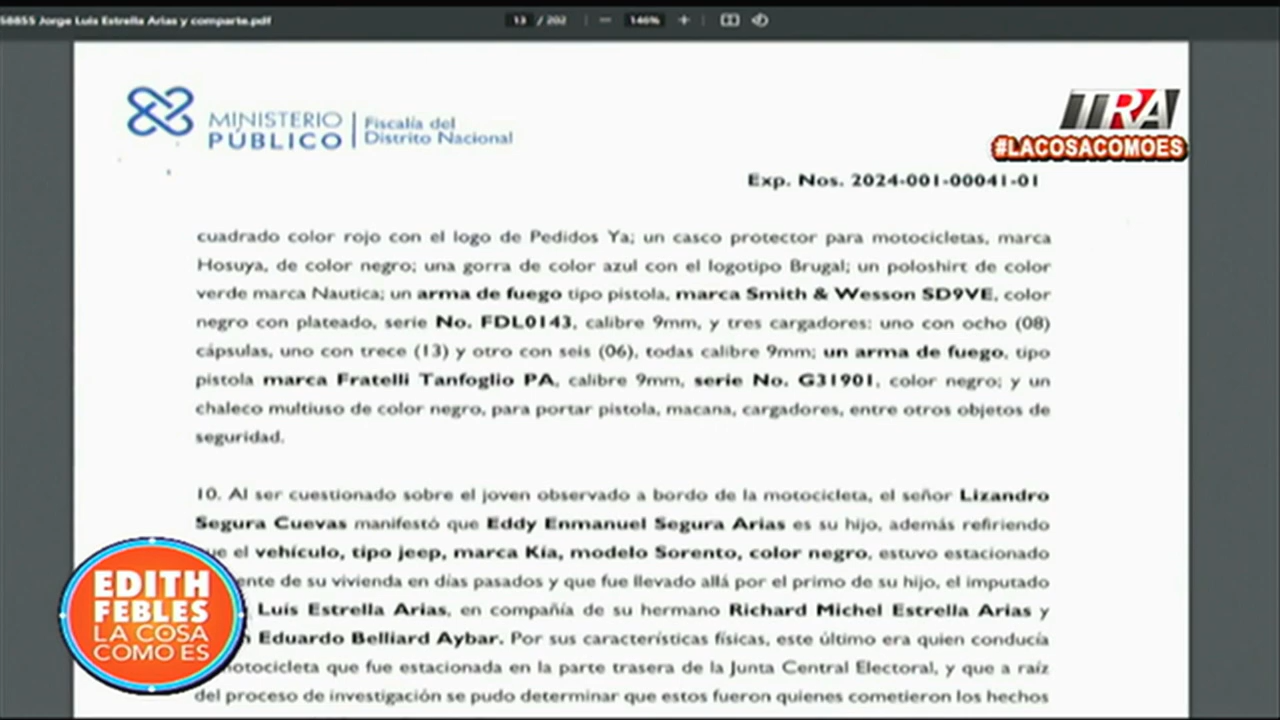 58855 Jorge Luis Estrella Arias y comparte.pdf
13 / 202
146%
MINISTERIO PÚBLICO
Fiscalía del Distrito Nacional
TRA
#LACOSACOMOES
Exp. Nos. 2024-001-00041-01
cuadrado color rojo con el logo de Pedidos Ya; un casco protector para motocicletas, marca
Hosuya, de color negro; una gorra de color azul con el logotipo Brugal; un poloshirt de color
verde marca Nautica; un arma de fuego tipo pistola, marca Smith & Wesson SD9VE, color
negro con plateado, serie No. FDL0143, calibre 9mm, y tres cargadores: uno con ocho (08)
cápsulas, uno con trece (13) y otro con seis (06), todas calibre 9mm; un arma de fuego, tipo
pistola marca Fratelli Tanfoglio PA, calibre 9mm, serie No. G31901, color negro; y un
chaleco multiuso de color negro, para portar pistola, macana, cargadores, entre otros objetos de
seguridad.
10. Al ser cuestionado sobre el joven observado a bordo de la motocicleta, el señor Lizandro
Segura Cuevas manifestó que Eddy Enmanuel Segura Arias es su hijo, además refiriendo
el vehículo, tipo jeep, marca Kía, modelo Sorento, color negro, estuvo estacionado
de su vivienda en días pasados y que fue llevado allá por el primo de su hijo, el imputado
Luís Estrella Arias, en compañía de su hermano Richard Michel Estrella Arias y
Eduardo Belliard Aybar. Por sus características físicas, este último era quien conducía
motocicleta que fue estacionada en la parte trasera de la Junta Central Electoral, y que a raíz
del proceso de investigación se pudo determinar que estos fueron quienes cometieron los hechos
EDITH
FEBLES
LA COSA
COMO ES